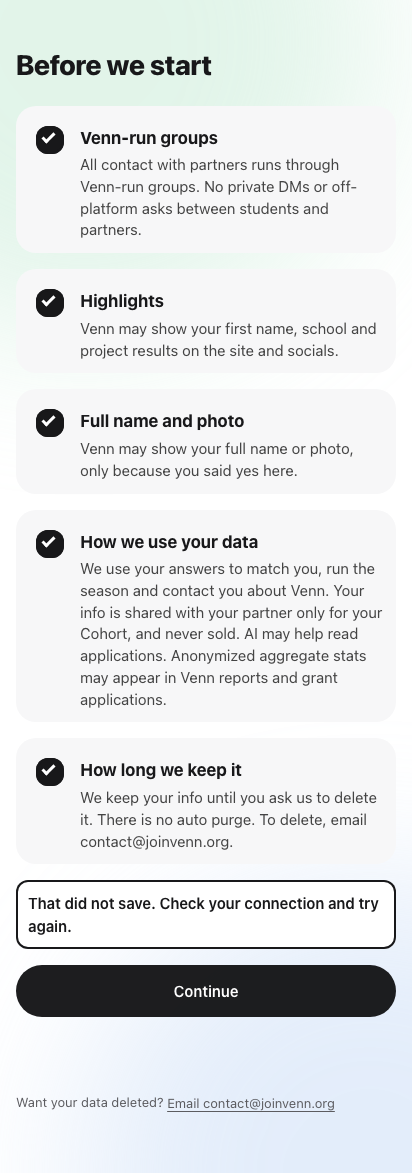 Before we start
Venn-run groups
All contact with partners runs through
Venn-run groups. No private DMs or off-
platform asks between students and
partners.
Highlights
Venn may show your first name, school and
project results on the site and socials.
Full name and photo
Venn may show your full name or photo,
only because you said yes here.
How we use your data
We use your answers to match you, run the
season and contact you about Venn. Your
info is shared with your partner only for your
Cohort, and never sold. AI may help read
applications. Anonymized aggregate stats
may appear in Venn reports and grant
applications.
How long we keep it
We keep your info until you ask us to delete
it. There is no auto purge. To delete, email
contact@joinvenn.org.
That did not save. Check your connection and try
again.
Continue
Want your data deleted? Email contact@joinvenn.org